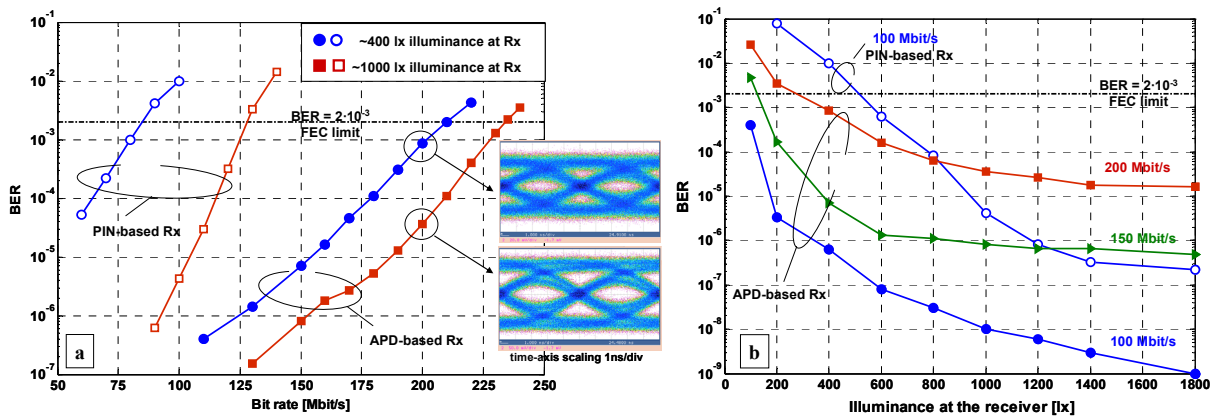 10⁻¹
10⁻²
10⁻³
10⁻⁴
10⁻⁵
10⁻⁶
10⁻⁷
BER
~400 lx illuminance at Rx
~1000 lx illuminance at Rx
BER = 2·10⁻³
FEC limit
PIN-based Rx
APD-based Rx
a
time-axis scaling 1ns/div
50 75 100 125 150 175 200 225 250
Bit rate [Mbit/s]
10⁻¹
10⁻²
10⁻³
10⁻⁴
10⁻⁵
10⁻⁶
10⁻⁷
10⁻⁸
10⁻⁹
BER
100 Mbit/s
PIN-based Rx
BER = 2·10⁻³
FEC limit
200 Mbit/s
150 Mbit/s
APD-based Rx
100 Mbit/s
b
0 200 400 600 800 1000 1200 1400 1600 1800
Illuminance at the receiver [lx]